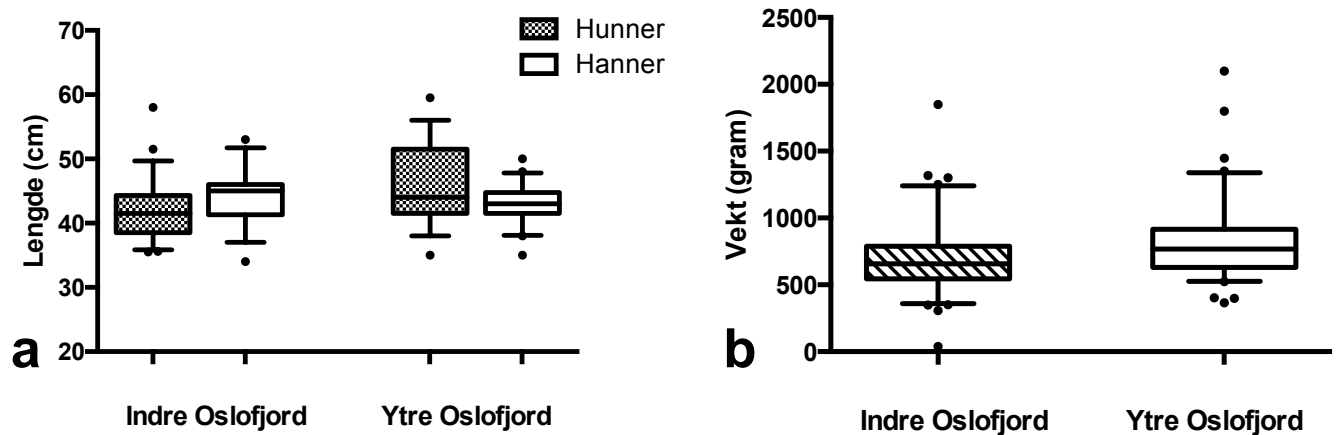 Hunner
Hanner
Lengde (cm)
70
60
50
40
30
20
a
Indre Oslofjord
Ytre Oslofjord
Vekt (gram)
2500
2000
1500
1000
500
0
b
Indre Oslofjord
Ytre Oslofjord